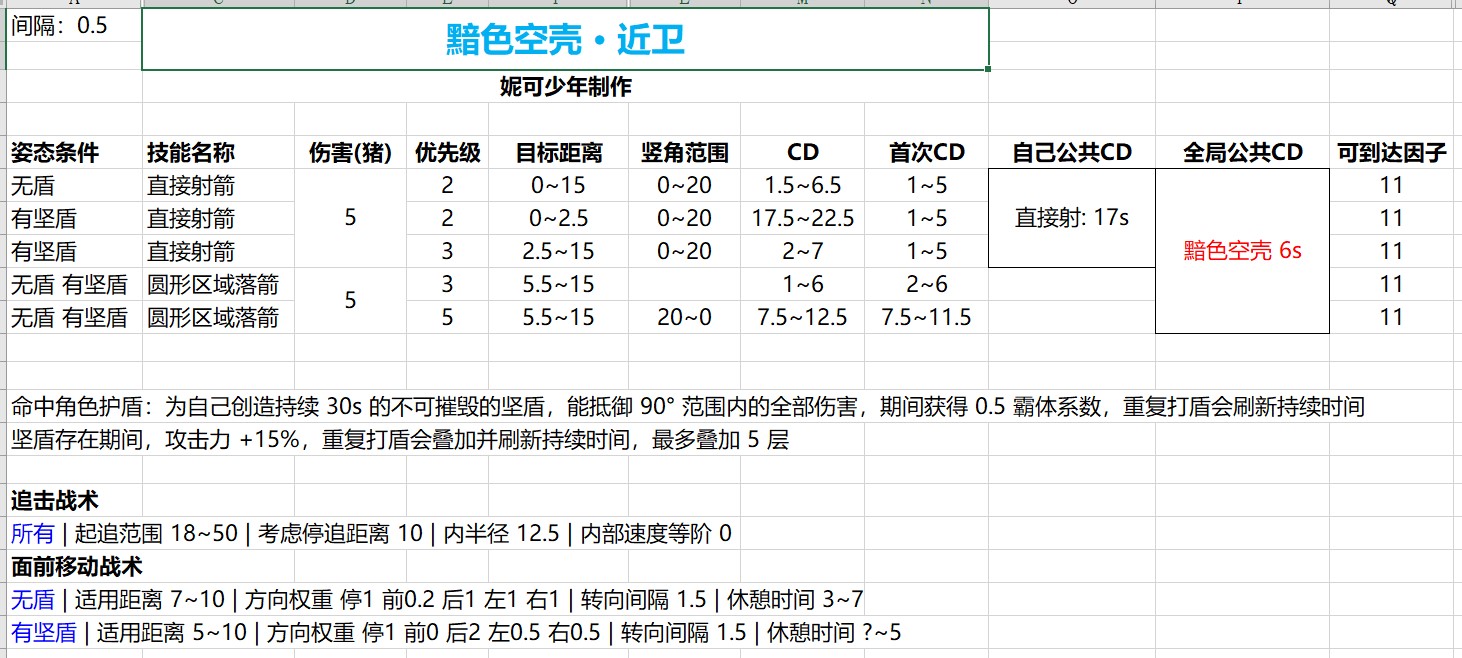 间隔：0.5
黯色空壳・近卫
妮可少年制作
姿态条件 技能名称 伤害(猪) 优先级 目标距离 竖角范围 CD 首次CD 自己公共CD 全局公共CD 可到达因子
无盾 直接射箭 5 2 0~15 0~20 1.5~6.5 1~5 直接射: 17s 黯色空壳 6s 11
有坚盾 直接射箭 2 0~2.5 0~20 17.5~22.5 1~5 11
有坚盾 直接射箭 3 2.5~15 0~20 2~7 1~5 11
无盾 有坚盾 圆形区域落箭 5 3 5.5~15 1~6 2~6 11
无盾 有坚盾 圆形区域落箭 5 5.5~15 20~0 7.5~12.5 7.5~11.5 11
命中角色护盾：为自己创造持续 30s 的不可摧毁的坚盾，能抵御 90° 范围内的全部伤害，期间获得 0.5 霸体系数，重复打盾会刷新持续时间
坚盾存在期间，攻击力 +15%，重复打盾会叠加并刷新持续时间，最多叠加 5 层
追击战术
所有 | 起追范围 18~50 | 考虑停追距离 10 | 内半径 12.5 | 内部速度等阶 0
面前移动战术
无盾 | 适用距离 7~10 | 方向权重 停1 前0.2 后1 左1 右1 | 转向间隔 1.5 | 休憩时间 3~7
有坚盾 | 适用距离 5~10 | 方向权重 停1 前0 后2 左0.5 右0.5 | 转向间隔 1.5 | 休憩时间 ?~5